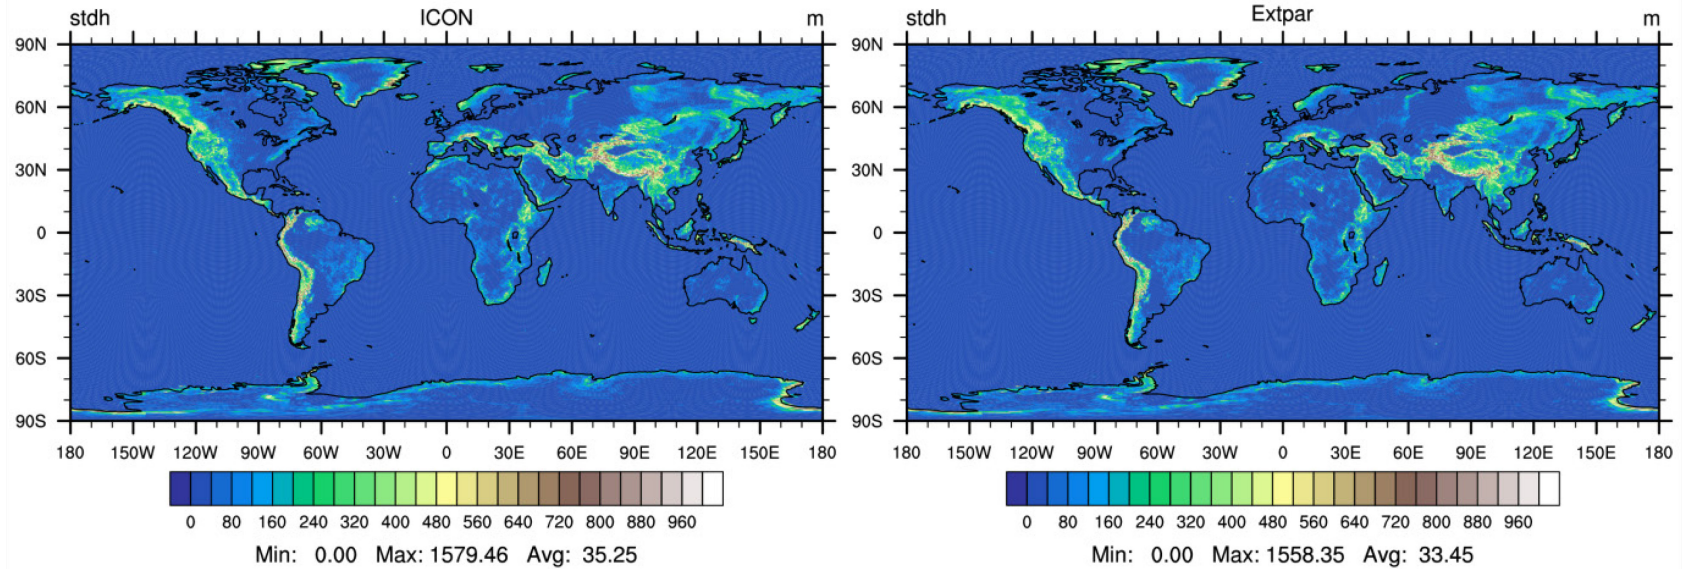 stdh ICON m
90N
60N
30N
0
30S
60S
90S
180 150W 120W 90W 60W 30W 0 30E 60E 90E 120E 150E 180
0 80 160 240 320 400 480 560 640 720 800 880 960
Min: 0.00 Max: 1579.46 Avg: 35.25
stdh Extpar m
90N
60N
30N
0
30S
60S
90S
180 150W 120W 90W 60W 30W 0 30E 60E 90E 120E 150E 180
0 80 160 240 320 400 480 560 640 720 800 880 960
Min: 0.00 Max: 1558.35 Avg: 33.45